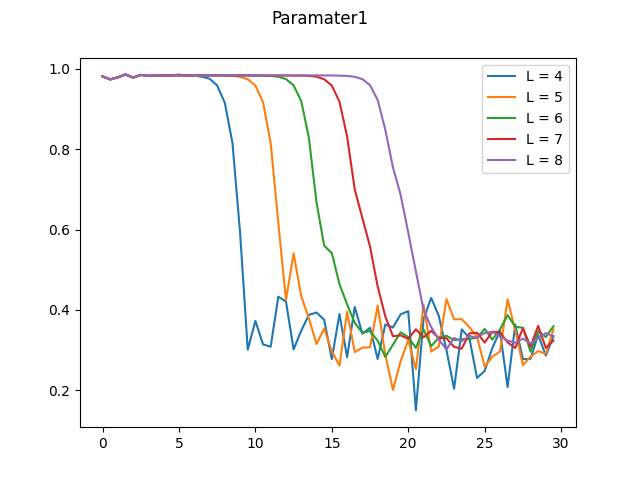 Paramater1
L = 4
L = 5
L = 6
L = 7
L = 8
1.0
0.8
0.6
0.4
0.2
0 5 10 15 20 25 30